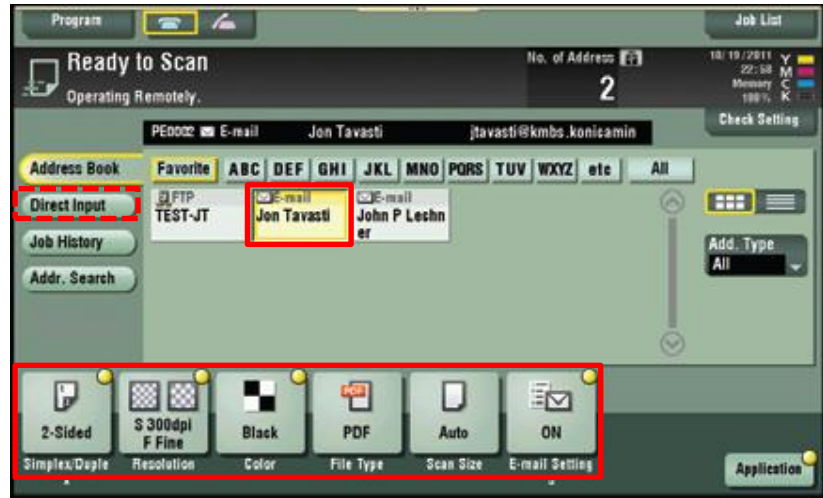 Program
Job List
Ready to Scan
No. of Address
2
Operating Remotely.
10/19/2011
22:58
Memory
100%
Y
M
C
K
Check Setting
PE0002 E-mail Jon Tavasti jtavasti@kmbs.konicamin
Address Book
Favorite ABC DEF GHI JKL MNO PQRS TUV WXYZ etc All
Direct Input
FTP
TEST-JT
E-mail
Jon Tavasti
E-mail
John P Lechn
er
Job History
Add. Type
All
Addr. Search
2-Sided
S 300dpi
F Fine
Black
PDF
PDF
Auto
ON
Simplex/Duple
x
Resolution
Color
File Type
Scan Size
E-mail Setting
Application